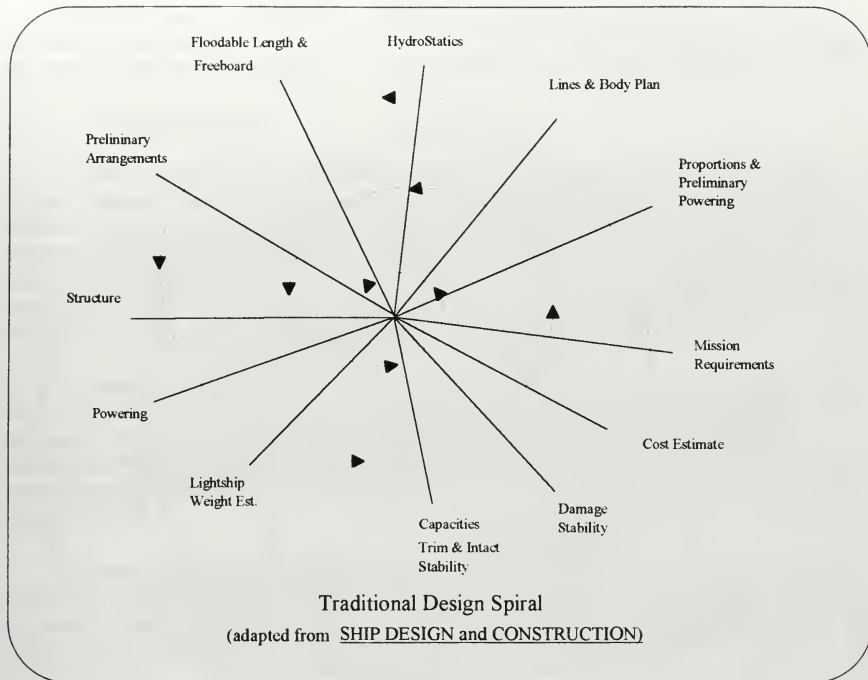 Floodable Length &
Freeboard
HydroStatics
Lines & Body Plan
Prelininary
Arrangements
Proportions &
Preliminary
Powering
Structure
Mission
Requirements
Powering
Cost Estimate
Lightship
Weight Est.
Damage
Stability
Capacities
Trim & Intact
Stability
Traditional Design Spiral
(adapted from SHIP DESIGN and CONSTRUCTION)